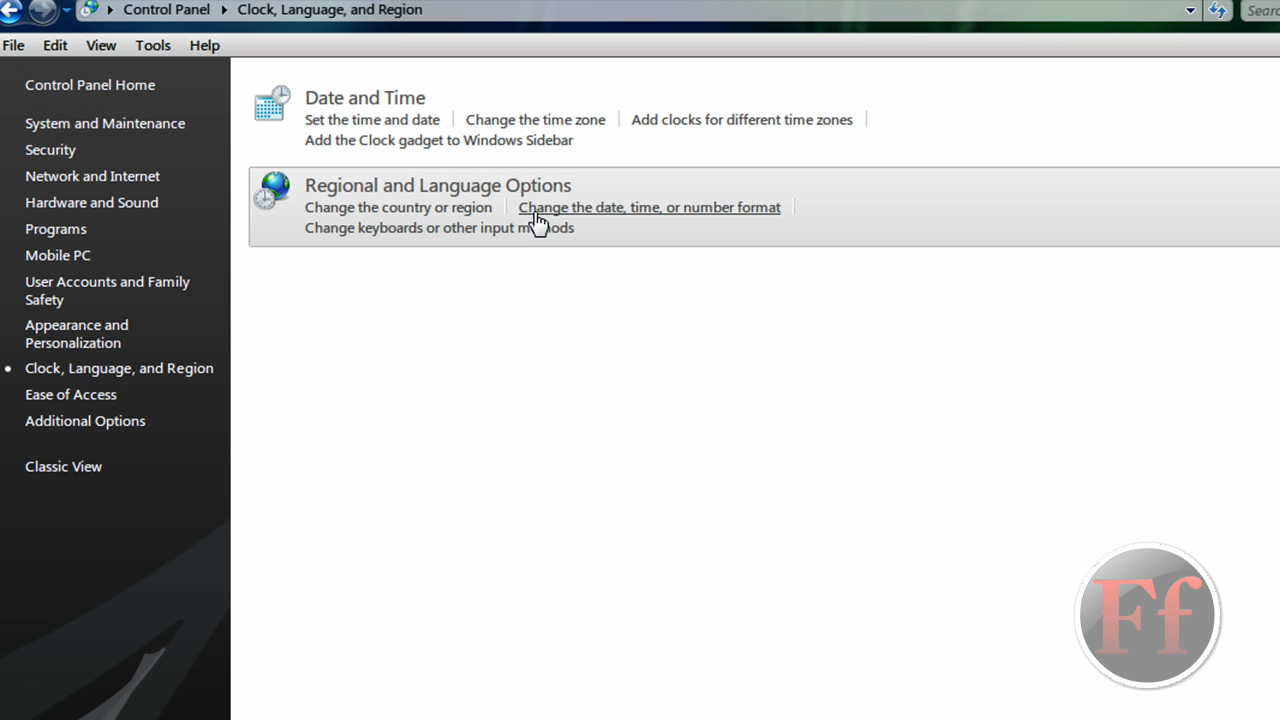 Control Panel Clock, Language, and Region
File Edit View Tools Help
Control Panel Home
System and Maintenance
Security
Network and Internet
Hardware and Sound
Programs
Mobile PC
User Accounts and Family
Safety
Appearance and
Personalization
Clock, Language, and Region
Ease of Access
Additional Options
Classic View
Date and Time
Set the time and date Change the time zone Add clocks for different time zones
Add the Clock gadget to Windows Sidebar
Regional and Language Options
Change the country or region Change the date, time, or number format
Change keyboards or other input methods
Ff